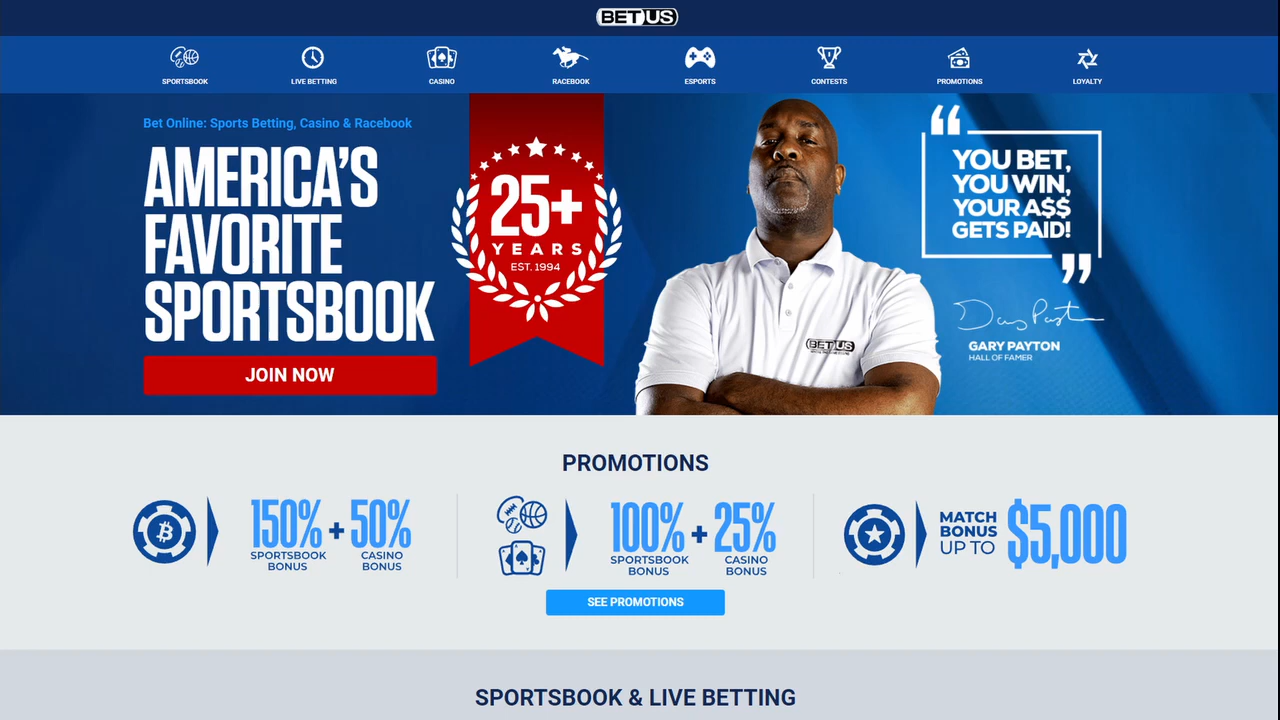 BETUS
SPORTSBOOK
LIVE BETTING
CASINO
RACEBOOK
ESPORTS
CONTESTS
PROMOTIONS
LOYALTY
Bet Online: Sports Betting, Casino & Racebook
AMERICA'S
FAVORITE
SPORTSBOOK
JOIN NOW
25+
YEARS
EST. 1994
BETUS
“
YOU BET,
YOU WIN,
YOUR A$$
GETS PAID!
”
Gary Payton
GARY PAYTON
HALL OF FAMER
PROMOTIONS
150% + 50%
SPORTSBOOK BONUS
CASINO BONUS
100% + 25%
SPORTSBOOK BONUS
CASINO BONUS
MATCH
BONUS
UP TO
$5,000
SEE PROMOTIONS
SPORTSBOOK & LIVE BETTING